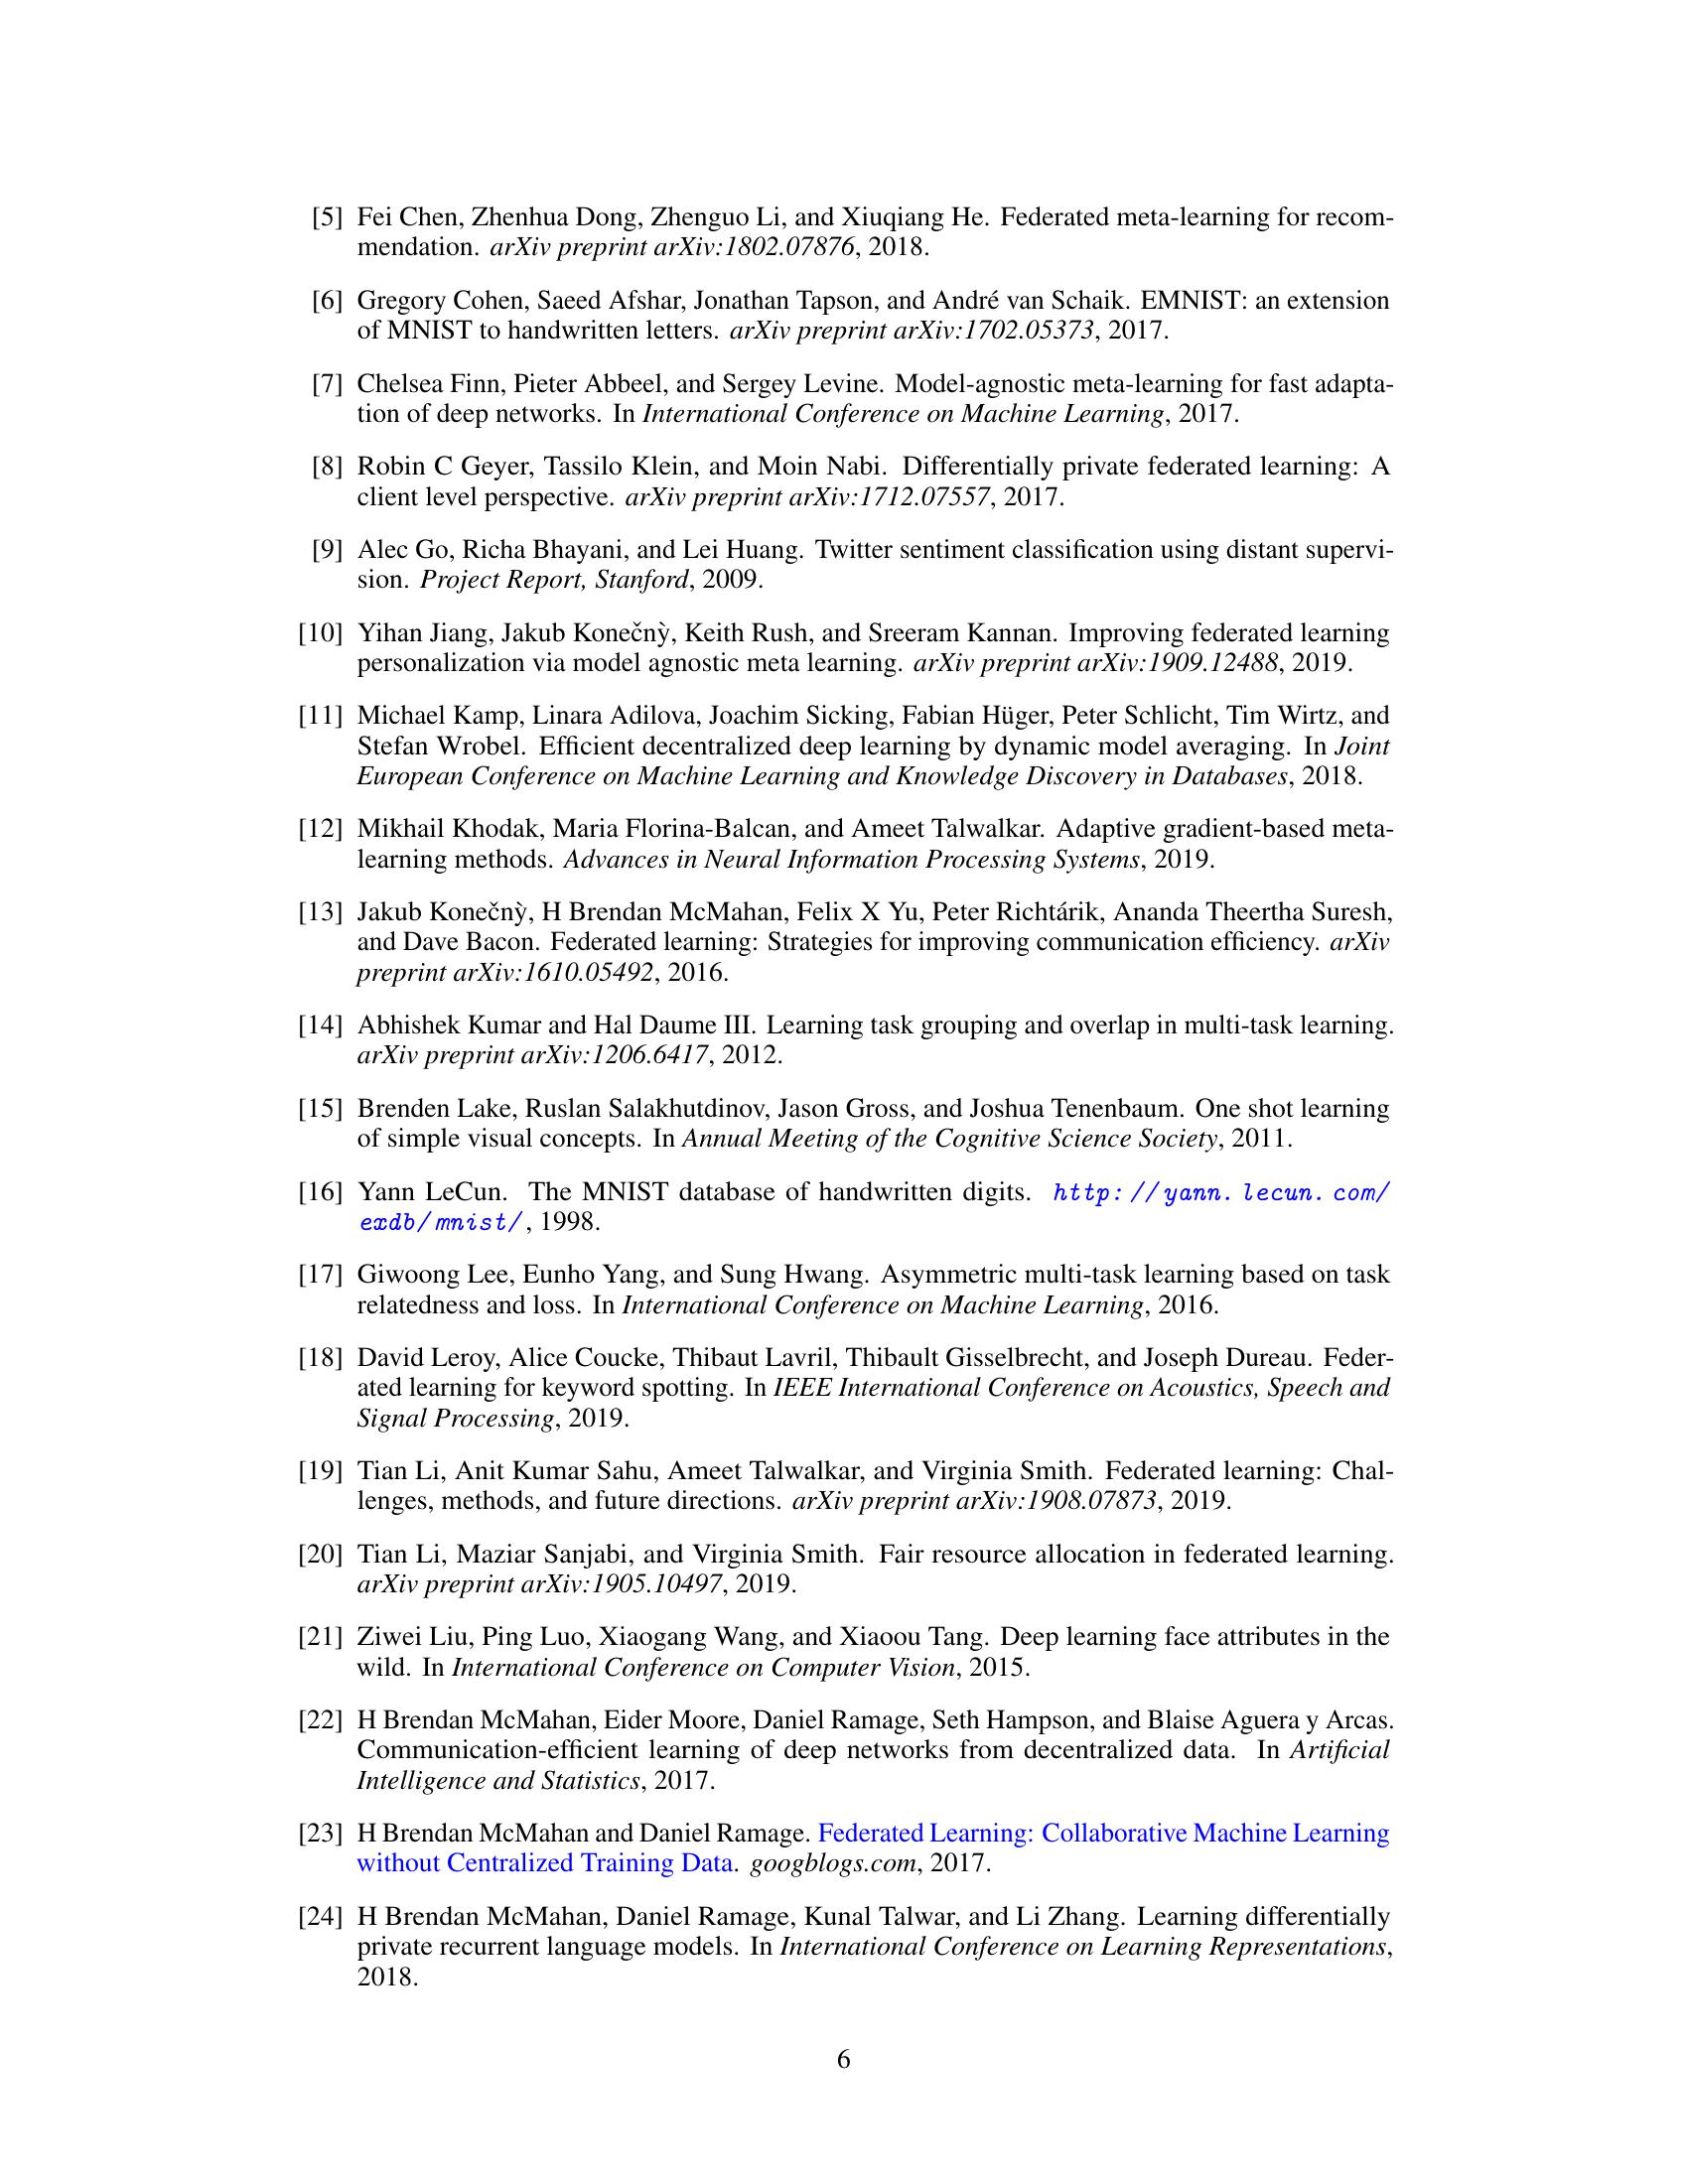 [5] Fei Chen, Zhenhua Dong, Zhenguo Li, and Xiuqiang He. Federated meta-learning for recom-
mendation. arXiv preprint arXiv:1802.07876, 2018.
[6] Gregory Cohen, Saeed Afshar, Jonathan Tapson, and André van Schaik. EMNIST: an extension
of MNIST to handwritten letters. arXiv preprint arXiv:1702.05373, 2017.
[7] Chelsea Finn, Pieter Abbeel, and Sergey Levine. Model-agnostic meta-learning for fast adapta-
tion of deep networks. In International Conference on Machine Learning, 2017.
[8] Robin C Geyer, Tassilo Klein, and Moin Nabi. Differentially private federated learning: A
client level perspective. arXiv preprint arXiv:1712.07557, 2017.
[9] Alec Go, Richa Bhayani, and Lei Huang. Twitter sentiment classification using distant supervi-
sion. Project Report, Stanford, 2009.
[10] Yihan Jiang, Jakub Konečnỳ, Keith Rush, and Sreeram Kannan. Improving federated learning
personalization via model agnostic meta learning. arXiv preprint arXiv:1909.12488, 2019.
[11] Michael Kamp, Linara Adilova, Joachim Sicking, Fabian Hüger, Peter Schlicht, Tim Wirtz, and
Stefan Wrobel. Efficient decentralized deep learning by dynamic model averaging. In Joint
European Conference on Machine Learning and Knowledge Discovery in Databases, 2018.
[12] Mikhail Khodak, Maria Florina-Balcan, and Ameet Talwalkar. Adaptive gradient-based meta-
learning methods. Advances in Neural Information Processing Systems, 2019.
[13] Jakub Konečnỳ, H Brendan McMahan, Felix X Yu, Peter Richtárik, Ananda Theertha Suresh,
and Dave Bacon. Federated learning: Strategies for improving communication efficiency. arXiv
preprint arXiv:1610.05492, 2016.
[14] Abhishek Kumar and Hal Daume III. Learning task grouping and overlap in multi-task learning.
arXiv preprint arXiv:1206.6417, 2012.
[15] Brenden Lake, Ruslan Salakhutdinov, Jason Gross, and Joshua Tenenbaum. One shot learning
of simple visual concepts. In Annual Meeting of the Cognitive Science Society, 2011.
[16] Yann LeCun. The MNIST database of handwritten digits. http://yann.lecun.com/
exdb/mnist/, 1998.
[17] Giwoong Lee, Eunho Yang, and Sung Hwang. Asymmetric multi-task learning based on task
relatedness and loss. In International Conference on Machine Learning, 2016.
[18] David Leroy, Alice Coucke, Thibaut Lavril, Thibault Gisselbrecht, and Joseph Dureau. Feder-
ated learning for keyword spotting. In IEEE International Conference on Acoustics, Speech and
Signal Processing, 2019.
[19] Tian Li, Anit Kumar Sahu, Ameet Talwalkar, and Virginia Smith. Federated learning: Chal-
lenges, methods, and future directions. arXiv preprint arXiv:1908.07873, 2019.
[20] Tian Li, Maziar Sanjabi, and Virginia Smith. Fair resource allocation in federated learning.
arXiv preprint arXiv:1905.10497, 2019.
[21] Ziwei Liu, Ping Luo, Xiaogang Wang, and Xiaoou Tang. Deep learning face attributes in the
wild. In International Conference on Computer Vision, 2015.
[22] H Brendan McMahan, Eider Moore, Daniel Ramage, Seth Hampson, and Blaise Aguera y Arcas.
Communication-efficient learning of deep networks from decentralized data. In Artificial
Intelligence and Statistics, 2017.
[23] H Brendan McMahan and Daniel Ramage. Federated Learning: Collaborative Machine Learning
without Centralized Training Data. googblogs.com, 2017.
[24] H Brendan McMahan, Daniel Ramage, Kunal Talwar, and Li Zhang. Learning differentially
private recurrent language models. In International Conference on Learning Representations,
2018.
6